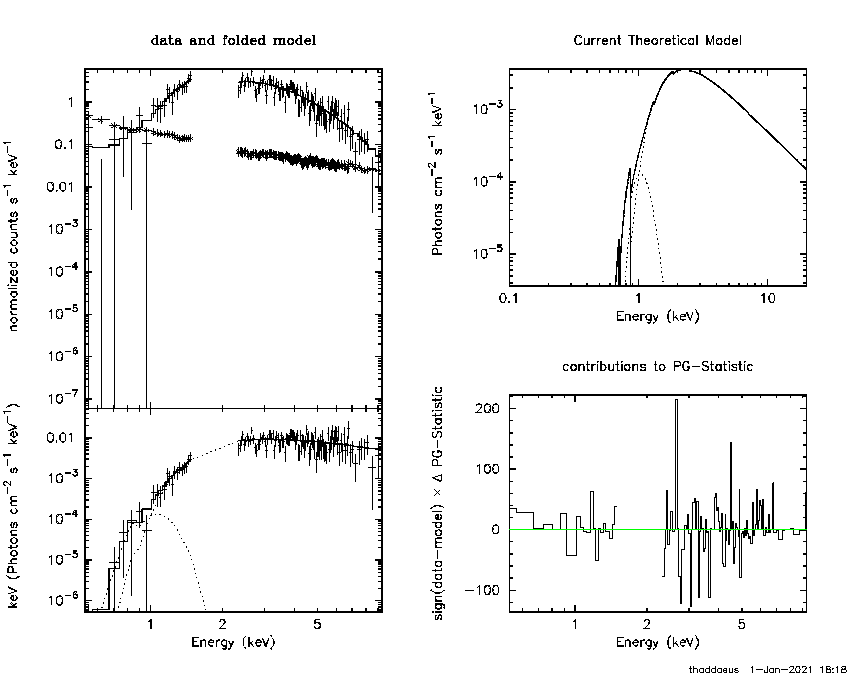 data and folded model
normalized counts s−1 keV−1
1
0.1
0.01
10−3
10−4
10−5
10−6
10−7
keV (Photons cm−2 s−1 keV−1)
0.01
10−3
10−4
10−5
10−6
1 2 5
Energy (keV)
Current Theoretical Model
Photons cm−2 s−1 keV−1
10−3
10−4
10−5
0.1 1 10
Energy (keV)
contributions to PG−Statistic
sign(data−model) × Δ PG−Statistic
200
100
0
−100
1 2 5
Energy (keV)
thaddaeus 1−Jan−2021 18:18